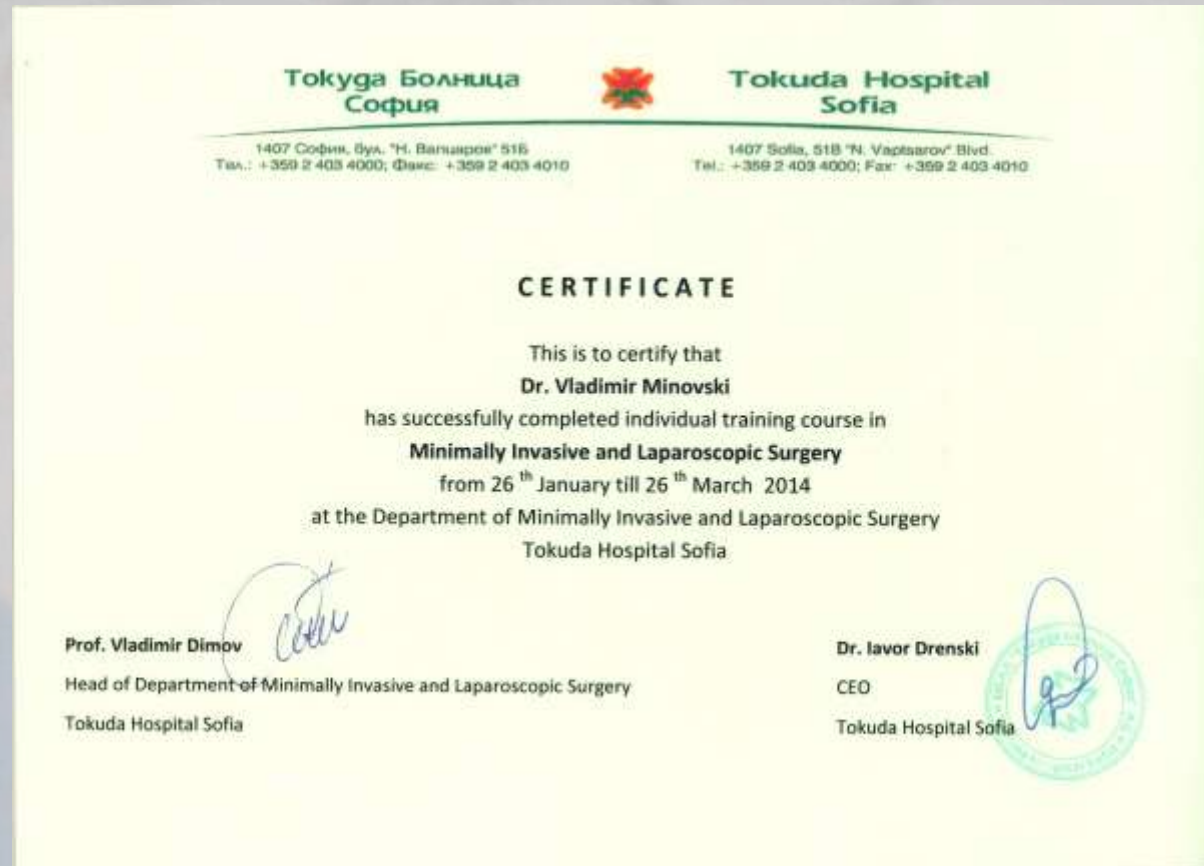 Токуда Болница
София
1407 София, бул. "Н. Вапцаров" 51Б
Тел.: +359 2 403 4000; Факс: +359 2 403 4010
Tokuda Hospital
Sofia
1407 Sofia, 51B "N. Vaptsarov" Blvd.
Tel.: +359 2 403 4000; Fax: +359 2 403 4010
CERTIFICATE
This is to certify that
Dr. Vladimir Minovski
has successfully completed individual training course in
Minimally Invasive and Laparoscopic Surgery
from 26 th January till 26 th March 2014
at the Department of Minimally Invasive and Laparoscopic Surgery
Tokuda Hospital Sofia
Prof. Vladimir Dimov
Head of Department of Minimally Invasive and Laparoscopic Surgery
Tokuda Hospital Sofia
Dr. Iavor Drenski
CEO
Tokuda Hospital Sofia